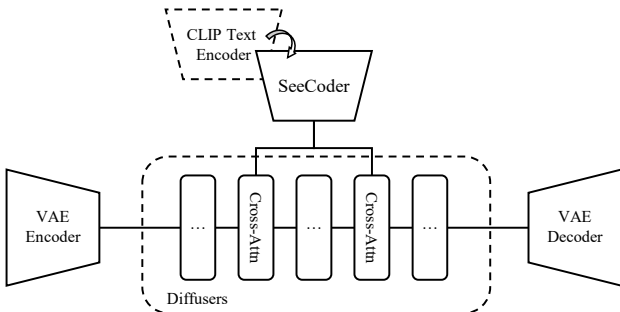 CLIP Text
Encoder
SeeCoder
VAE
Encoder
...
Cross-Attn
...
Cross-Attn
...
VAE
Decoder
Diffusers